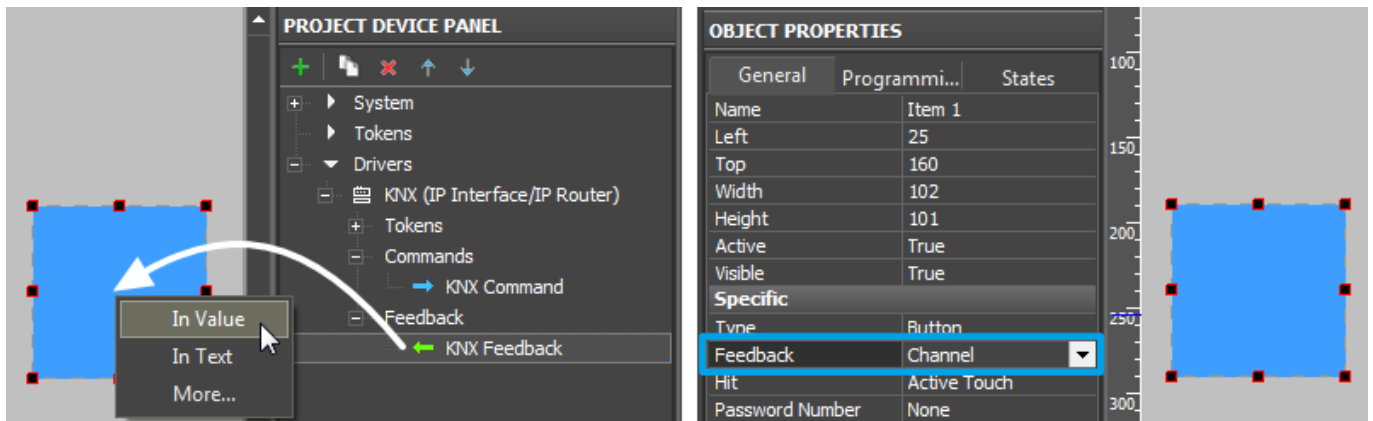 PROJECT DEVICE PANEL
System
Tokens
Drivers
KNX (IP Interface/IP Router)
Tokens
Commands
KNX Command
Feedback
KNX Feedback
In Value
In Text
More...
OBJECT PROPERTIES
General Programmi... States
Name Item 1
Left 25
Top 160
Width 102
Height 101
Active True
Visible True
Specific
Type Button
Feedback Channel
Hit Active Touch
Password Number None
100
150
200
250
300